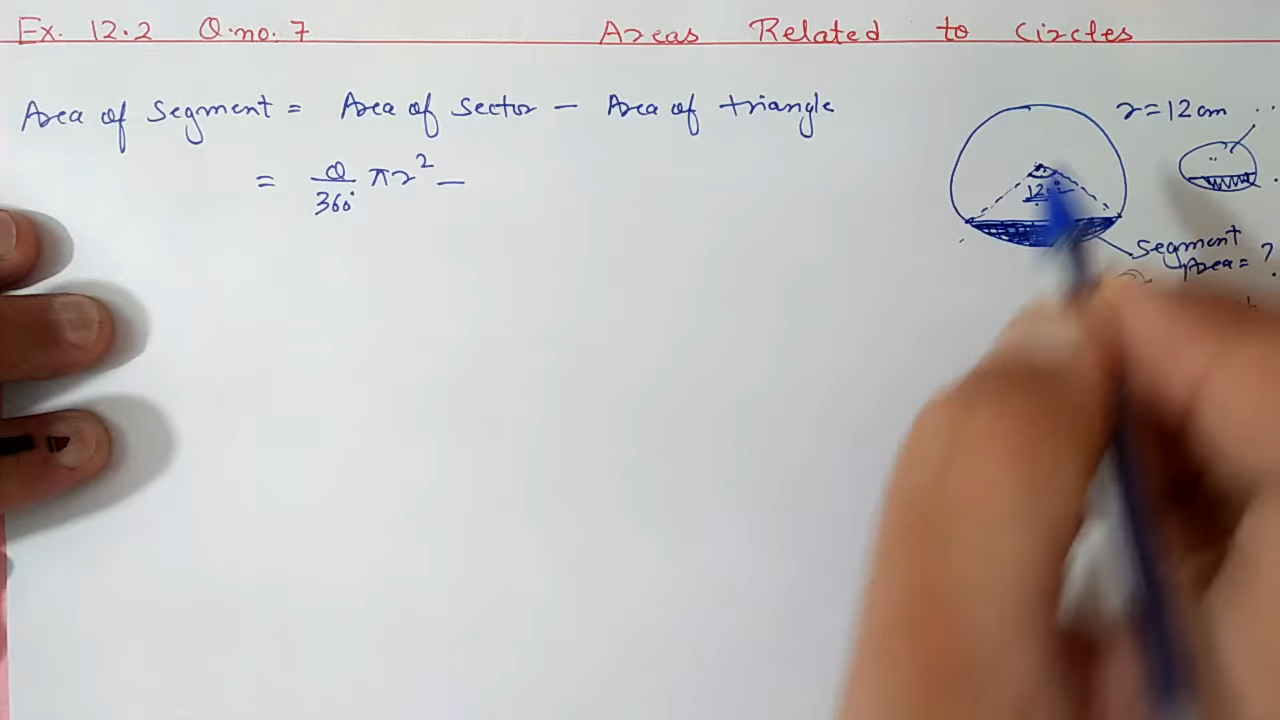 Ex. 12.2 Q.no. 7 Areas Related to Circles
Area of Segment = Area of Sector − Area of triangle
= θ/360° πr² −
r = 12 cm
Segment
Area = ?